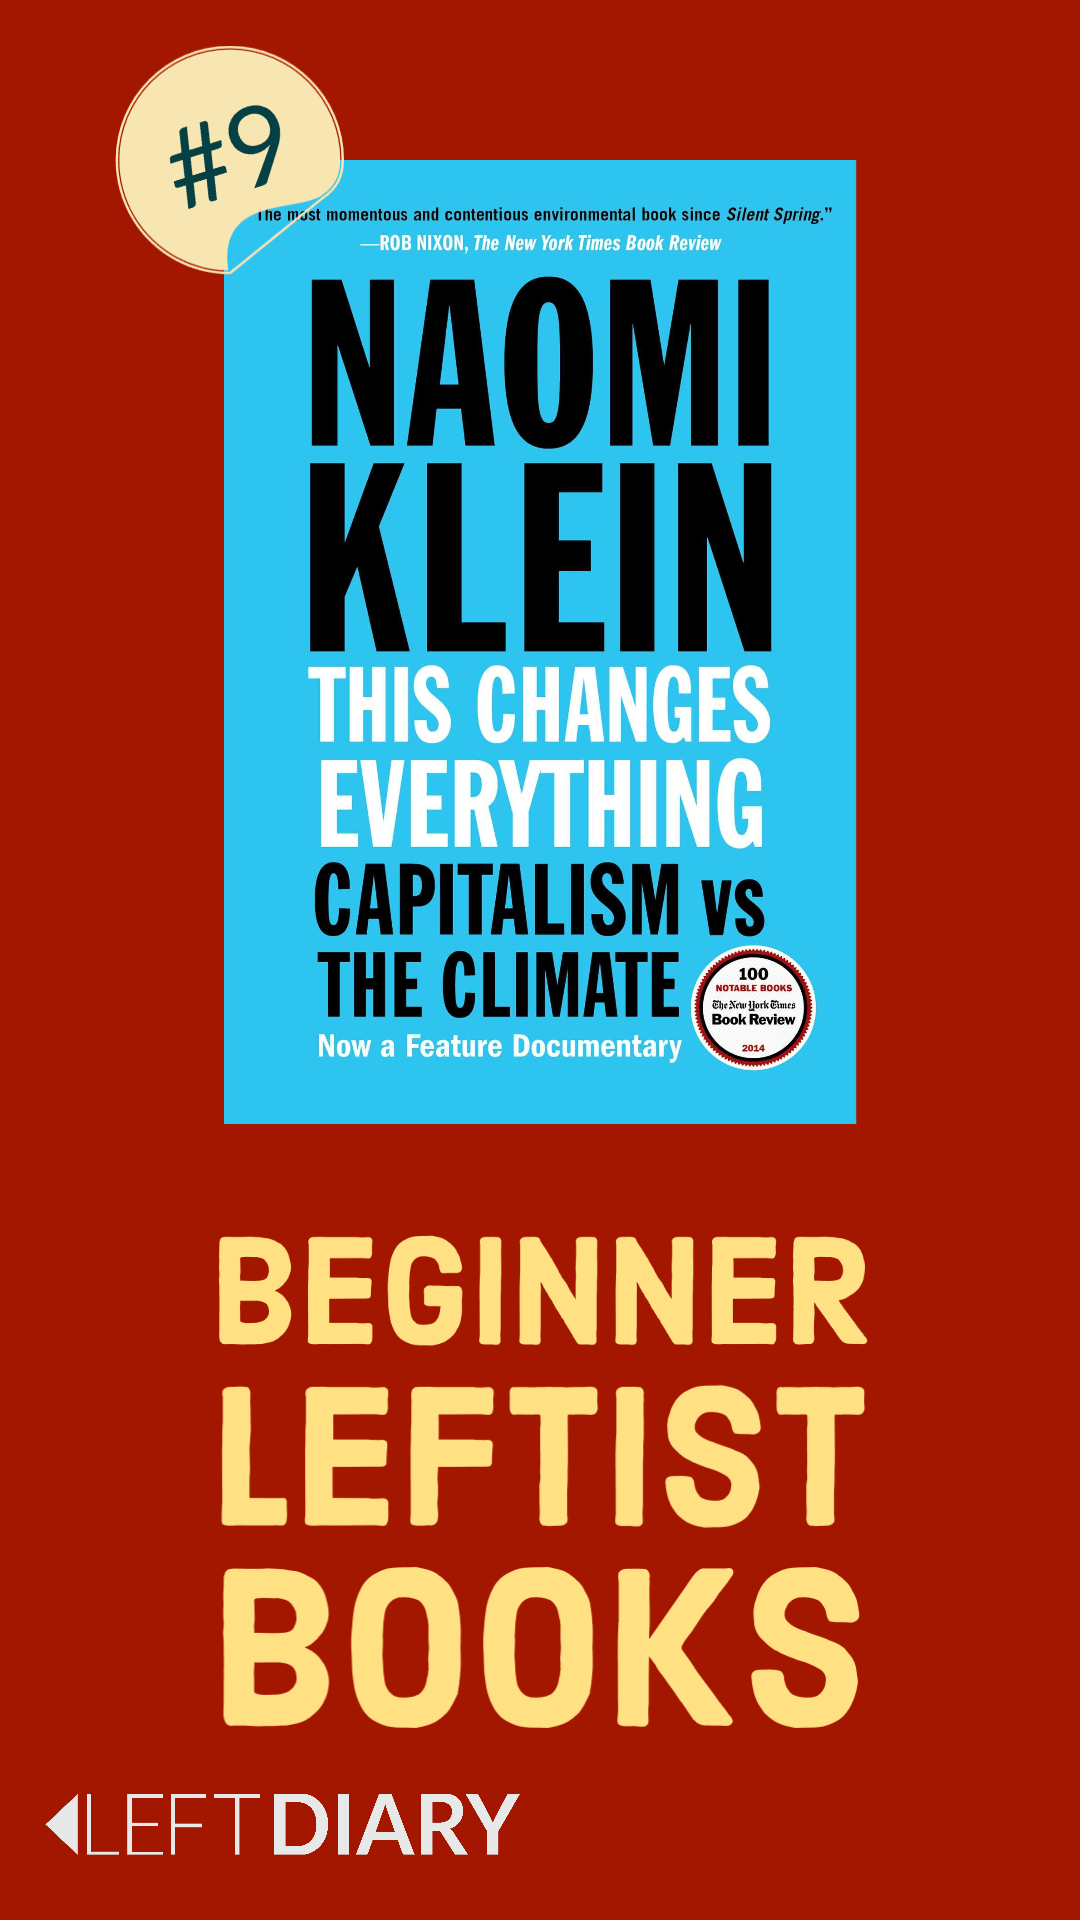 #9
The most momentous and contentious environmental book since Silent Spring.”
—ROB NIXON, The New York Times Book Review
NAOMI
KLEIN
THIS CHANGES
EVERYTHING
CAPITALISM vs
THE CLIMATE
Now a Feature Documentary
100
NOTABLE BOOKS
The New York Times
Book Review
2014
BEGINNER
LEFTIST
BOOKS
LEFTDIARY